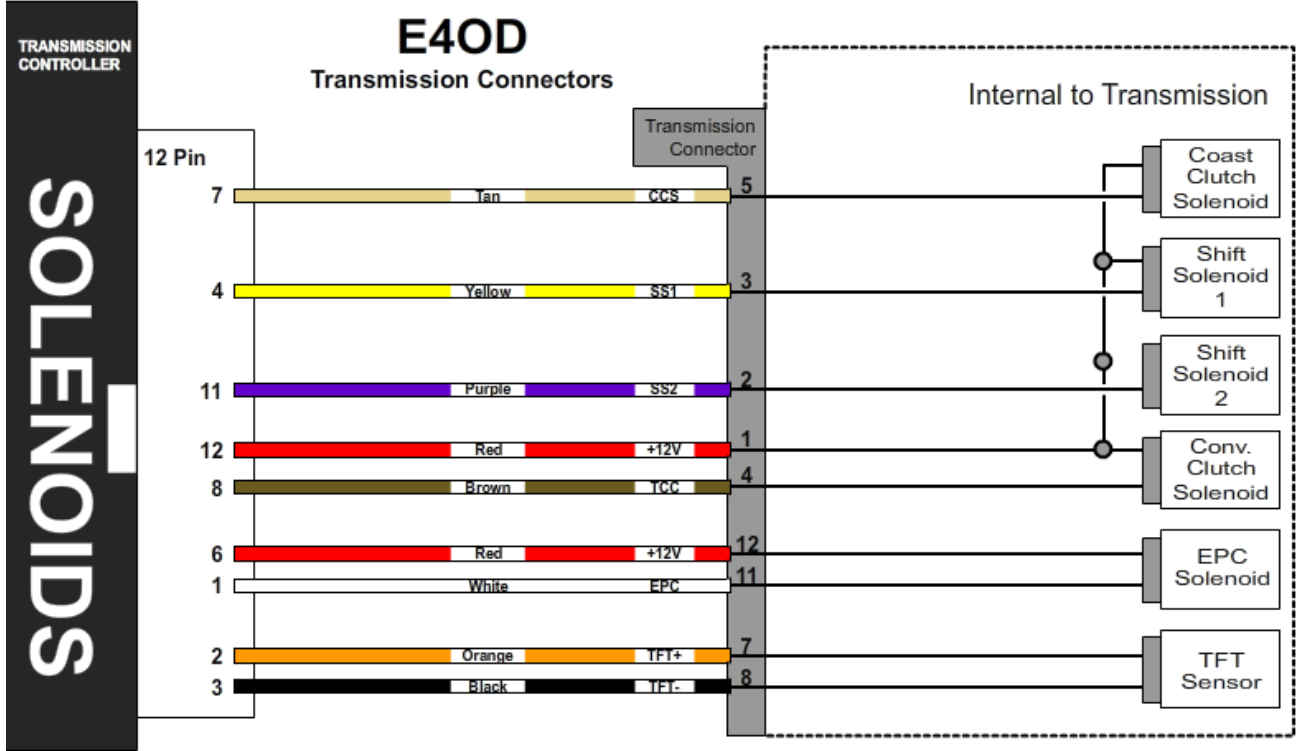 TRANSMISSION
CONTROLLER
SOLENOIDS
E4OD
Transmission Connectors
Internal to Transmission
Transmission
Connector
12 Pin
7 Tan CCS 5
Coast
Clutch
Solenoid
4 Yellow SS1 3
Shift
Solenoid
1
11 Purple SS2 2
Shift
Solenoid
2
12 Red +12V 1
8 Brown TCC 4
Conv.
Clutch
Solenoid
6 Red +12V 12
1 White EPC 11
EPC
Solenoid
2 Orange TFT+ 7
3 Black TFT- 8
TFT
Sensor